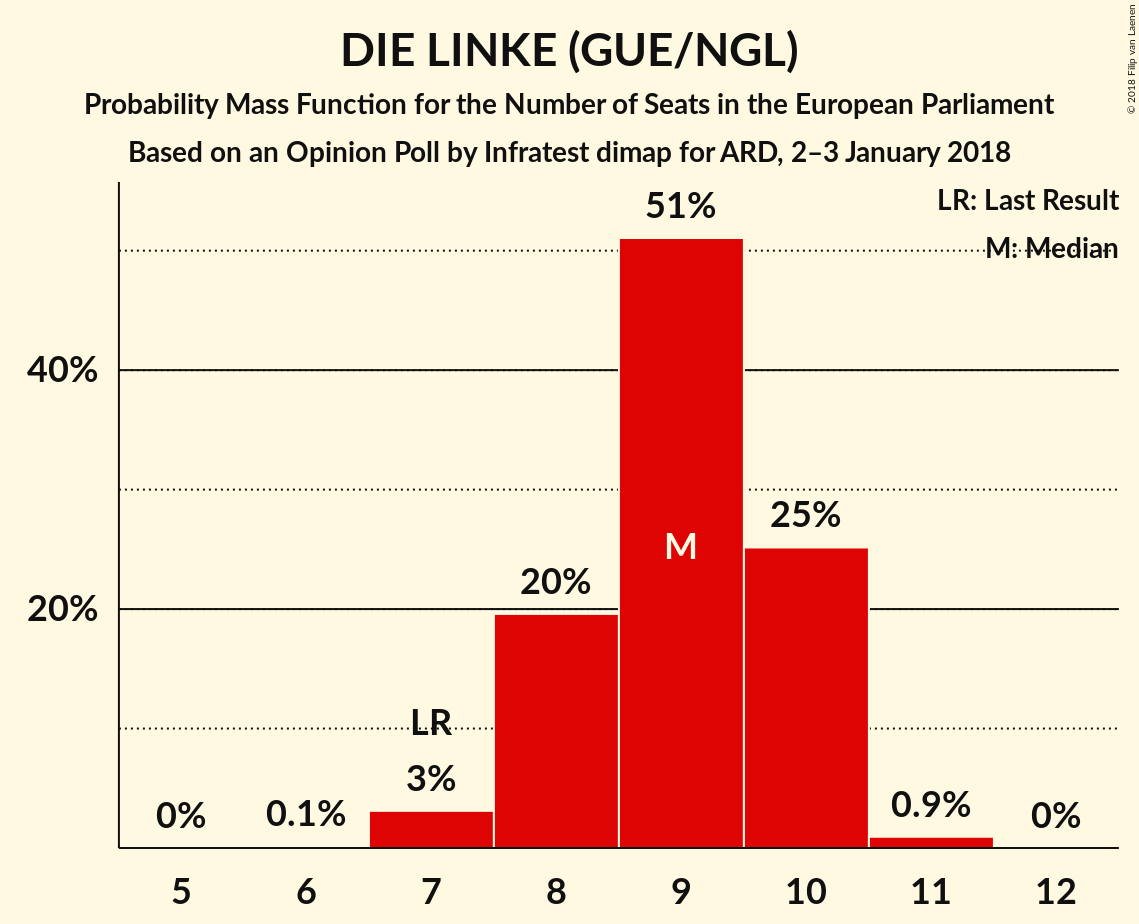 DIE LINKE (GUE/NGL)
Probability Mass Function for the Number of Seats in the European Parliament
Based on an Opinion Poll by Infratest dimap for ARD, 2–3 January 2018
© 2018 Filip van Laenen
LR: Last Result
M: Median
51%
40%
25%
M
20%
20%
LR
3%
0%
0.1%
0.9%
0%
5 6 7 8 9 10 11 12